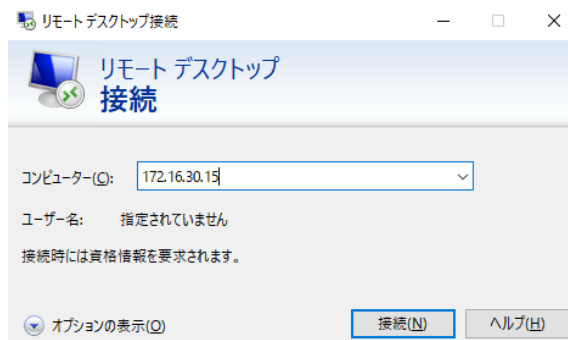 リモート デスクトップ接続
リモート デスクトップ
接続
コンピューター(C): 172.16.30.15
ユーザー名: 指定されていません
接続時には資格情報を要求されます。
オプションの表示(O) 接続(N) ヘルプ(H)